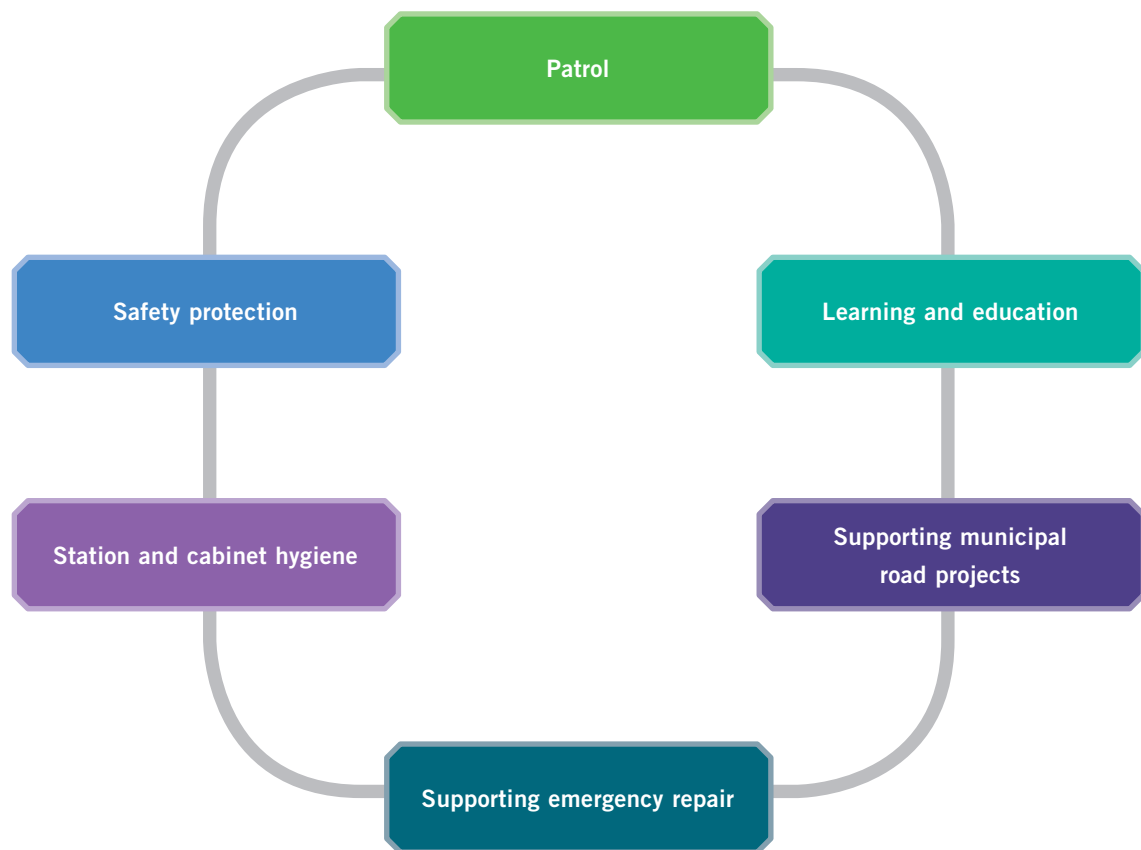 Patrol
Safety protection
Learning and education
Station and cabinet hygiene
Supporting municipal
road projects
Supporting emergency repair